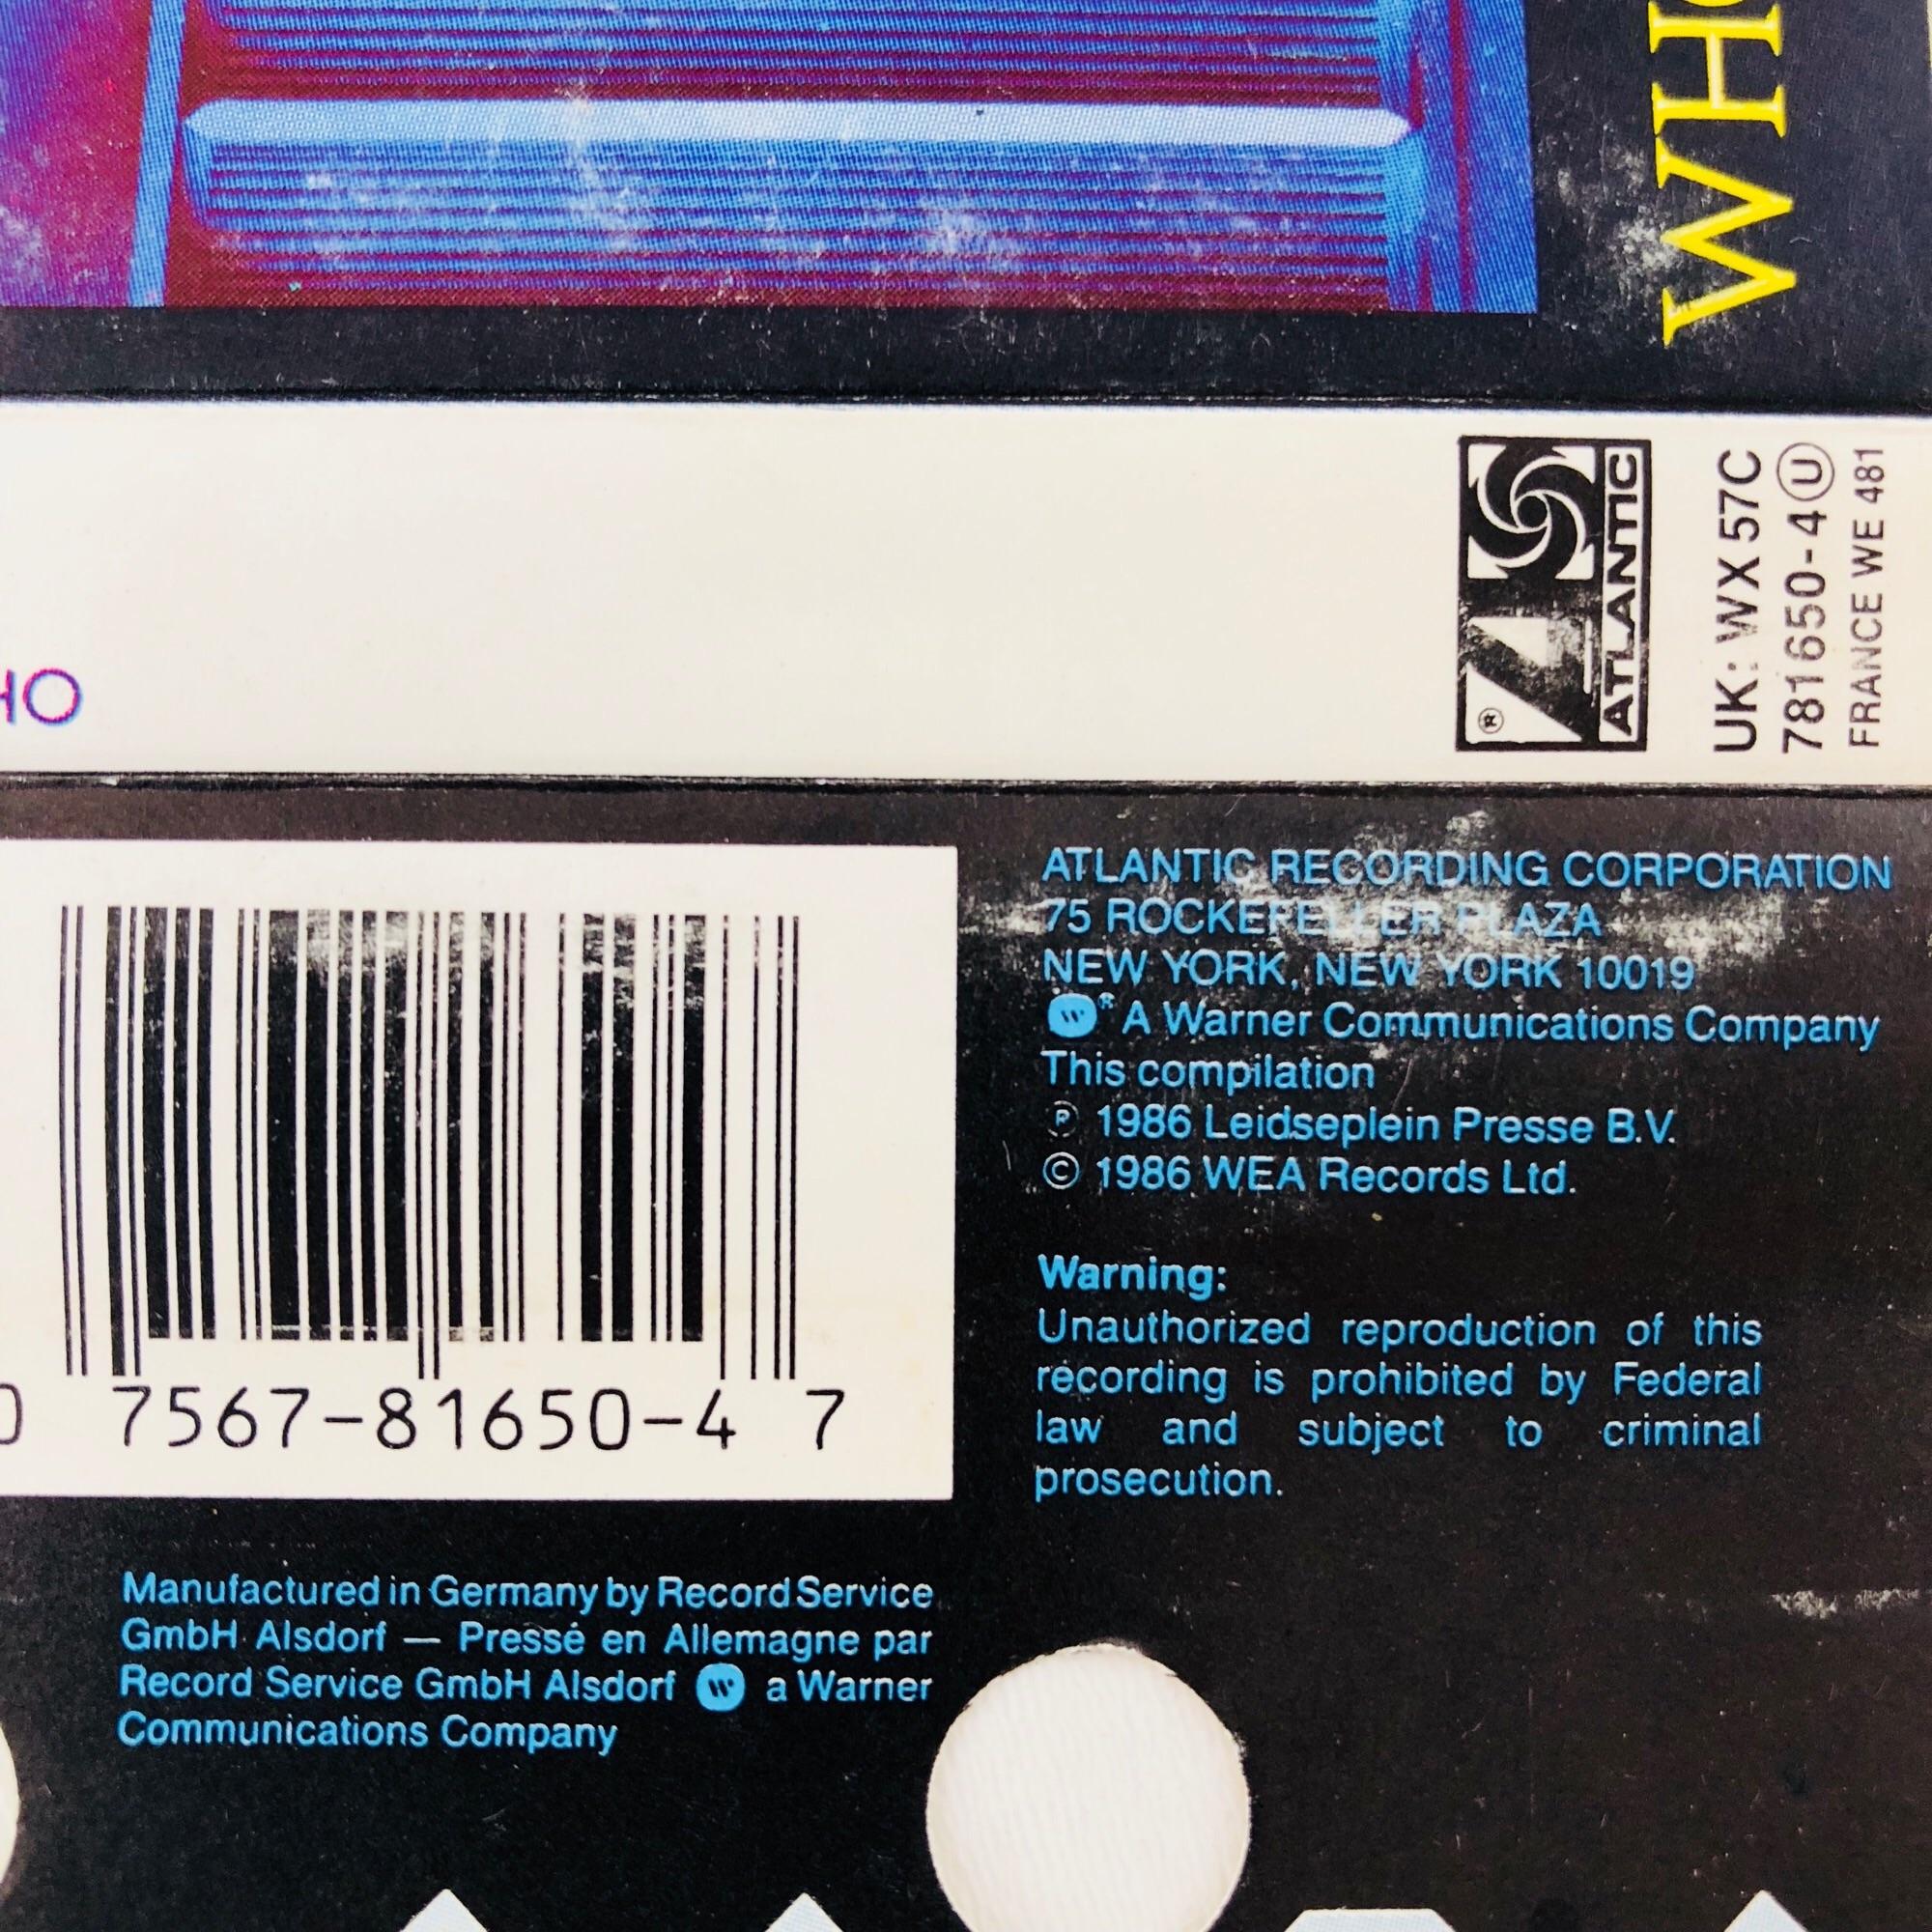 WHO
HO
® ATLANTIC
UK: WX 57C
781650-4 Ⓤ
FRANCE WE 481
0 7567-81650-4 7
ATLANTIC RECORDING CORPORATION
75 ROCKEFELLER PLAZA
NEW YORK, NEW YORK 10019
® A Warner Communications Company
This compilation
Ⓟ 1986 Leidseplein Presse B.V.
© 1986 WEA Records Ltd.
Warning:
Unauthorized reproduction of this
recording is prohibited by Federal
law and subject to criminal
prosecution.
Manufactured in Germany by Record Service
GmbH Alsdorf — Pressé en Allemagne par
Record Service GmbH Alsdorf a Warner
Communications Company